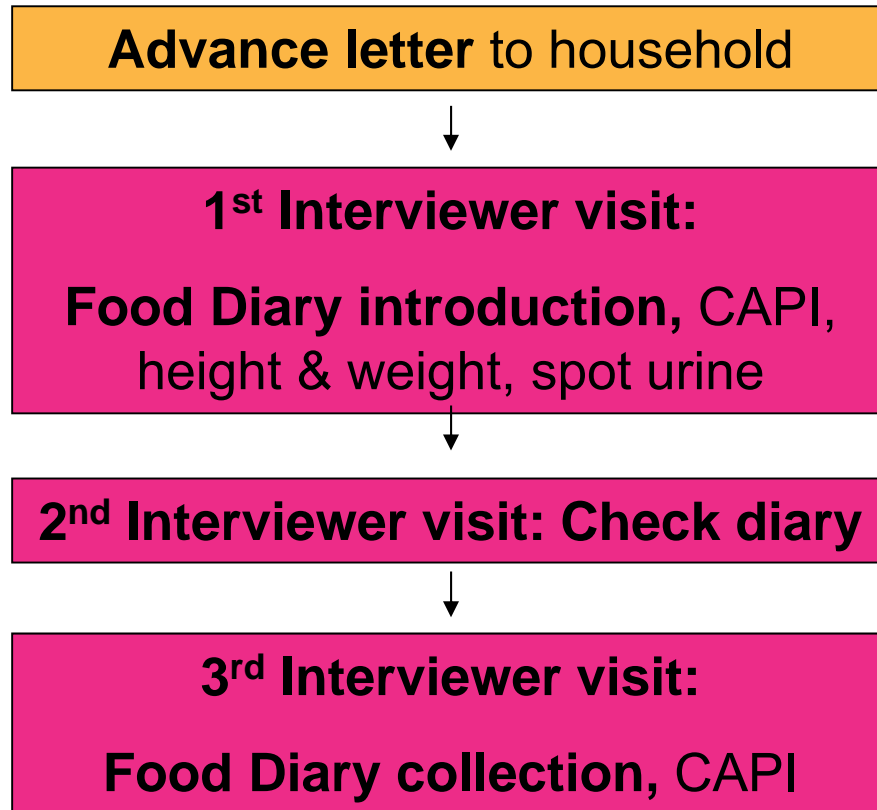 Advance letter to household
1st Interviewer visit:
Food Diary introduction, CAPI,
height & weight, spot urine
2nd Interviewer visit: Check diary
3rd Interviewer visit:
Food Diary collection, CAPI